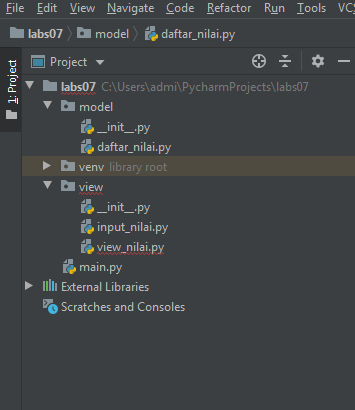 File Edit View Navigate Code Refactor Run Tools VCS
labs07 model daftar_nilai.py
1: Project
Project
labs07 C:\Users\admi\PycharmProjects\labs07
model
__init__.py
daftar_nilai.py
venv library root
view
__init__.py
input_nilai.py
view_nilai.py
main.py
External Libraries
Scratches and Consoles